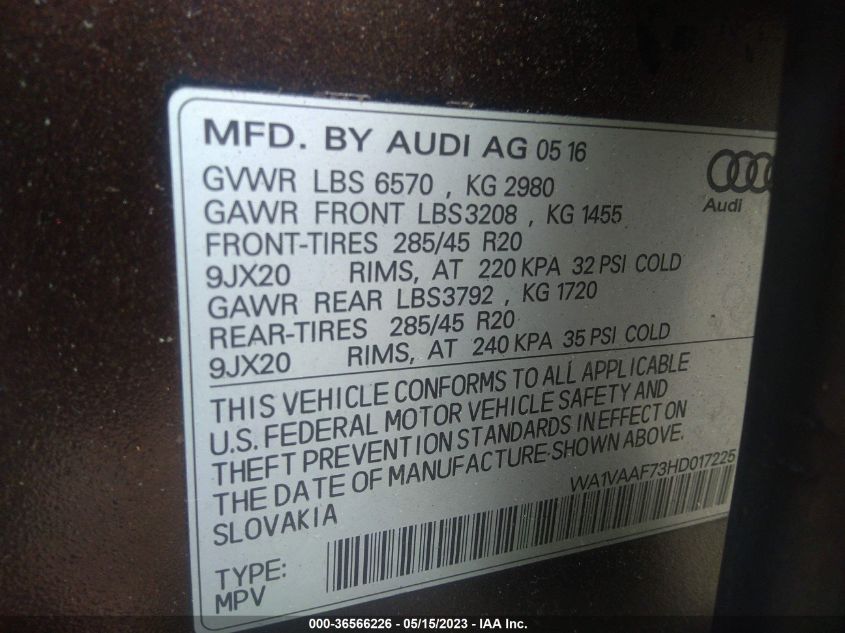 MFD. BY AUDI AG 05 16
GVWR LBS 6570 , KG 2980
GAWR FRONT LBS3208 , KG 1455
FRONT-TIRES 285/45 R20
9JX20 RIMS, AT 220 KPA 32 PSI COLD
GAWR REAR LBS3792 , KG 1720
REAR-TIRES 285/45 R20
9JX20 RIMS, AT 240 KPA 35 PSI COLD
Audi
THIS VEHICLE CONFORMS TO ALL APPLICABLE
U.S. FEDERAL MOTOR VEHICLE SAFETY AND
THEFT PREVENTION STANDARDS IN EFFECT ON
THE DATE OF MANUFACTURE-SHOWN ABOVE.
SLOVAKIA
WA1VAAF73HD017225
TYPE:
MPV
000-36566226 - 05/15/2023 - IAA Inc.